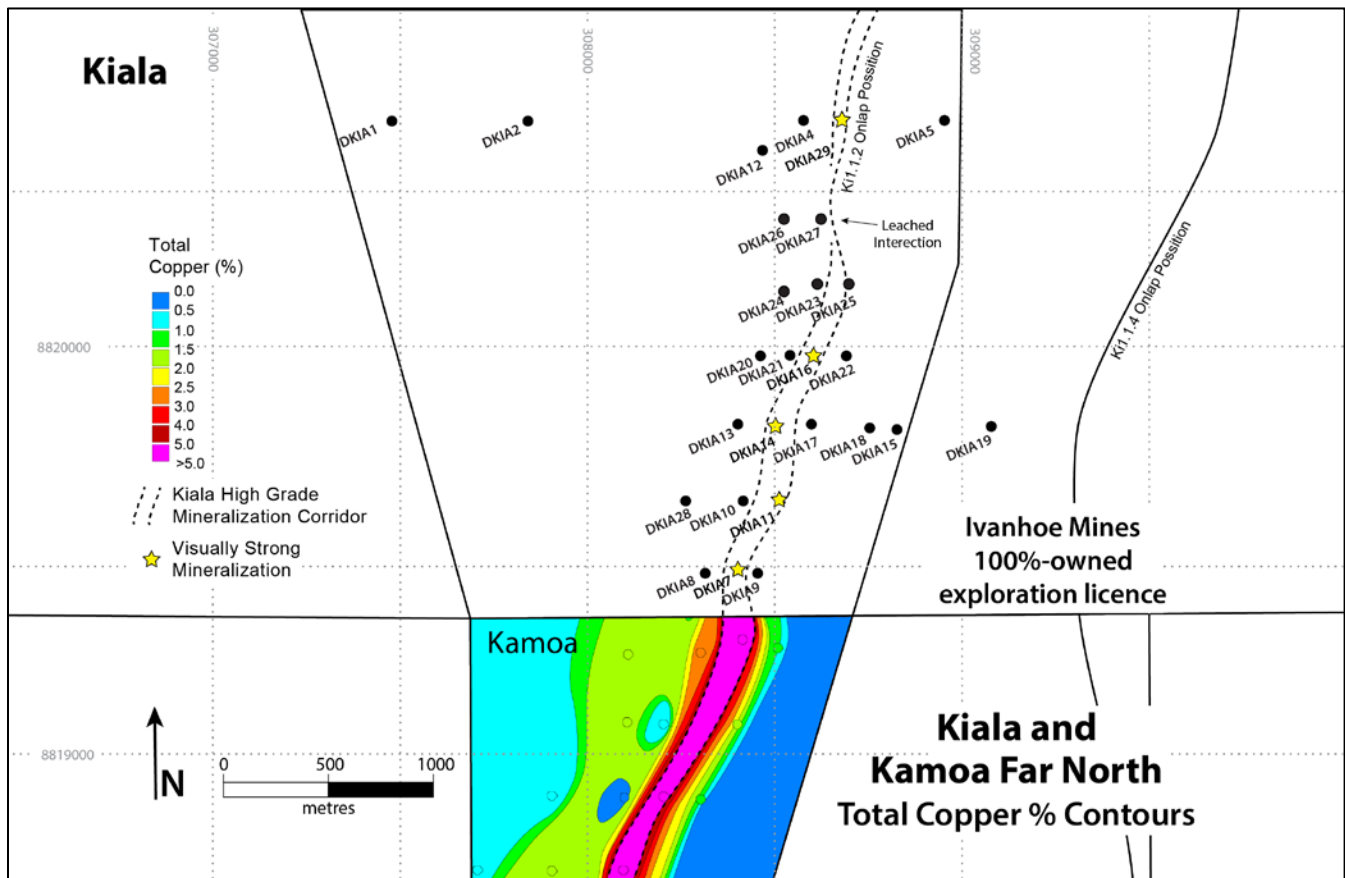 Kiala
307000
308000
309000
DKIA1
DKIA2
DKIA4
DKIA5
DKIA12
DKIA29
Ki1.1.2 Onlap Possition
DKIA26
DKIA27
Leached
Interection
Total
Copper (%)
0.0
0.5
1.0
1.5
2.0
2.5
3.0
4.0
5.0
>5.0
DKIA24
DKIA23
DKIA25
Ki1.1.4 Onlap Possition
8820000
DKIA20
DKIA21
DKIA16
DKIA22
DKIA13
DKIA14
DKIA17
DKIA18
DKIA15
DKIA19
Kiala High Grade
Mineralization Corridor
Visually Strong
Mineralization
DKIA28
DKIA10
DKIA11
Ivanhoe Mines
100%-owned
exploration licence
DKIA8
DKIA7
DKIA9
Kamoa
8819000
N
0 500 1000
metres
Kiala and
Kamoa Far North
Total Copper % Contours